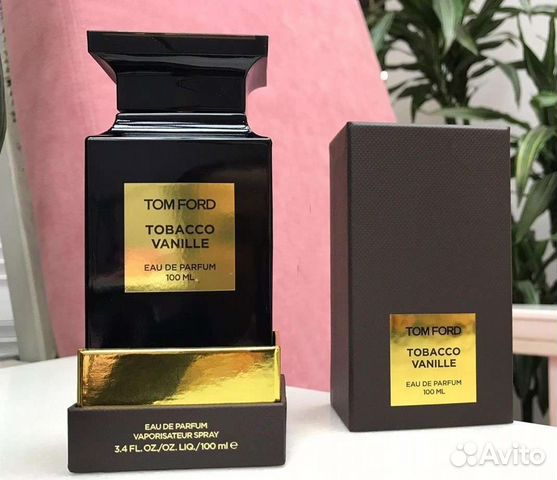 TOM FORD
TOBACCO
VANILLE
EAU DE PARFUM
100 ML
EAU DE PARFUM
VAPORISATEUR SPRAY
3.4 FL. OZ./OZ. LIQ./100 ml e
TOM FORD
TOBACCO
VANILLE
EAU DE PARFUM
100 ML
Avito